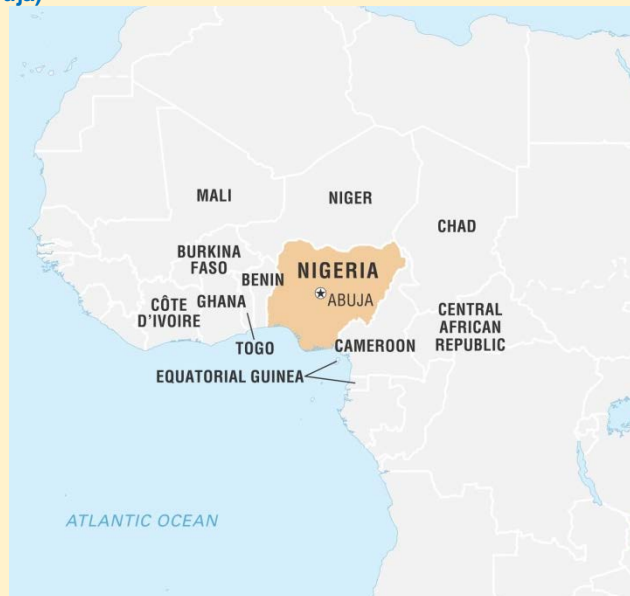 uja)
MALI
NIGER
CHAD
BURKINA
FASO
NIGERIA
BENIN
ABUJA
GHANA
CÔTE
D'IVOIRE
CENTRAL
AFRICAN
REPUBLIC
TOGO
CAMEROON
EQUATORIAL GUINEA
ATLANTIC OCEAN